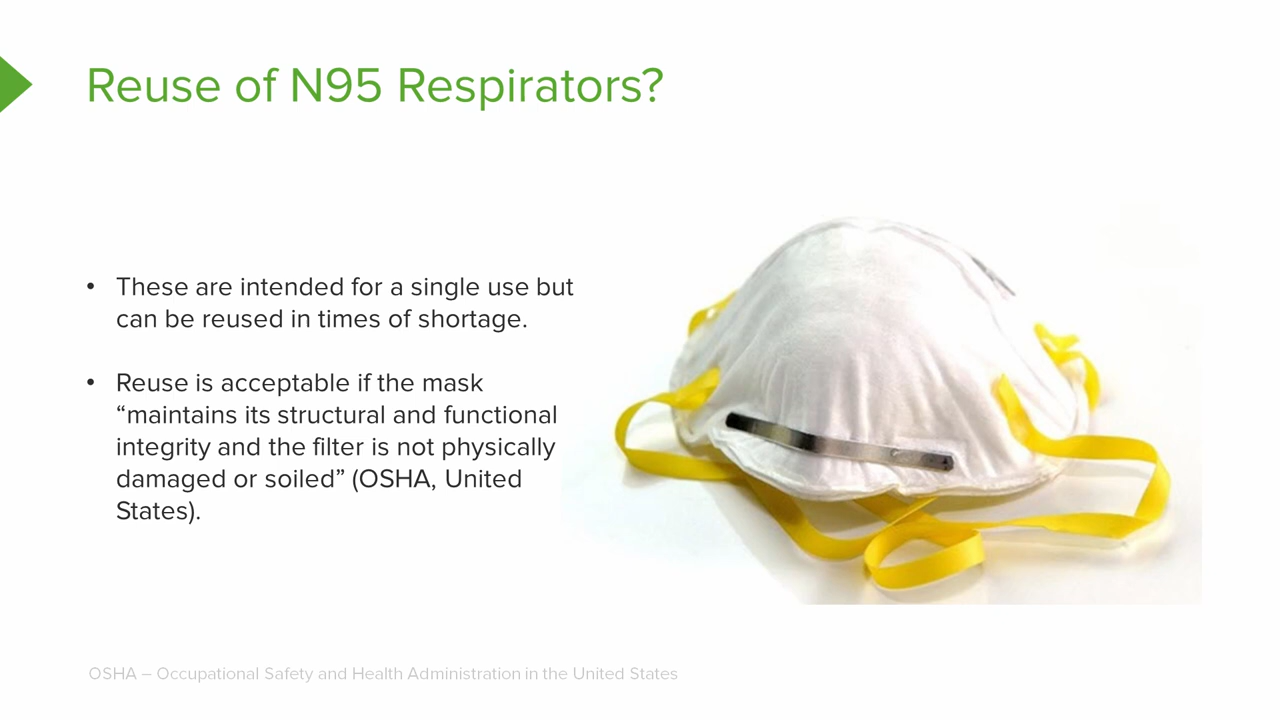 Reuse of N95 Respirators?
• These are intended for a single use but
can be reused in times of shortage.
• Reuse is acceptable if the mask
“maintains its structural and functional
integrity and the filter is not physically
damaged or soiled” (OSHA, United
States).
OSHA – Occupational Safety and Health Administration in the United States